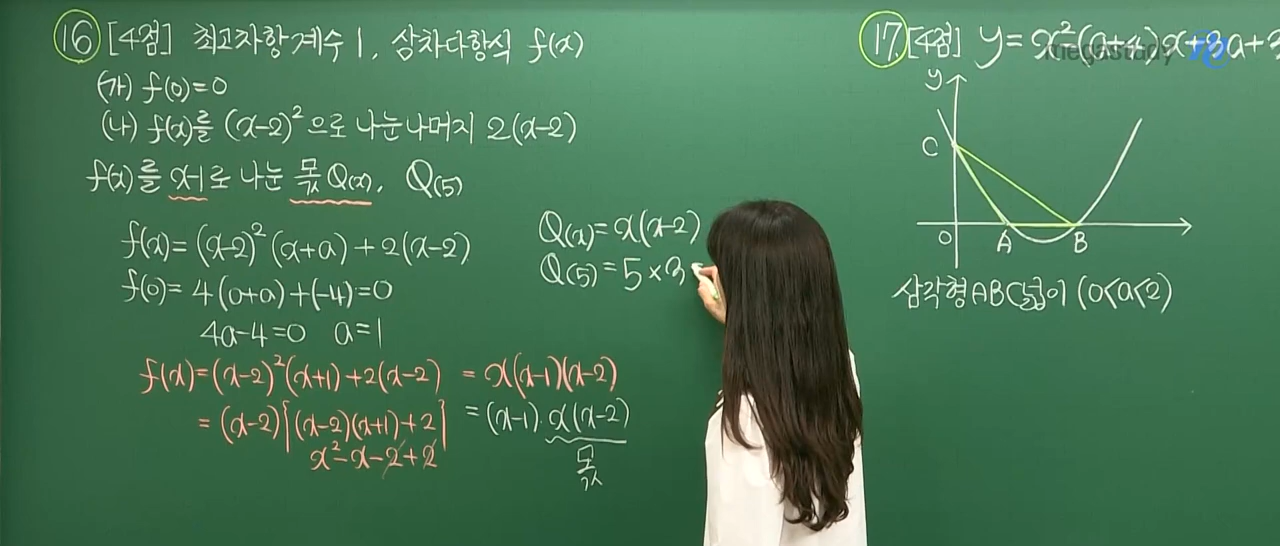 16 [4점] 최고차항계수 1, 삼차다항식 f(x)
(가) f(0)=0
(나) f(x)를 (x-2)²으로 나눈나머지 2(x-2)
f(x)를 x-1로 나눈 몫 Q(x), Q(5)
f(x)=(x-2)²(x+a)+2(x-2)
f(0)=4(0+a)+(-4)=0
4a-4=0 a=1
f(x)=(x-2)²(x+1)+2(x-2) = x(x-1)(x-2)
=(x-2)[(x-2)(x+1)+2] =(x-1)·x(x-2)
x²-x-2+2 몫
Q(x)=x(x-2)
Q(5)=5×3
17 [4점] y=x²-(a+4)x+3a+3
megastudy
y
C
O A B
삼각형ABC넓이 (0<a<2)